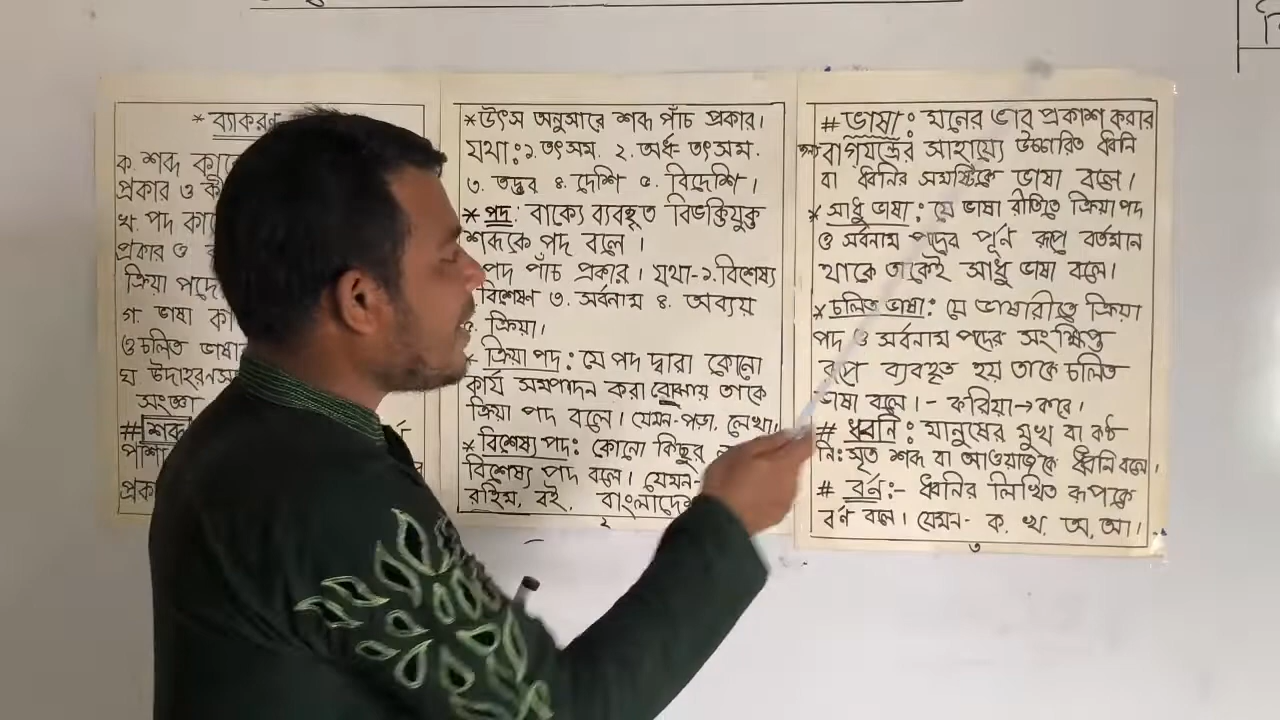 * ব্যাকরণ
ক. শব্দ কাকে
প্রকার ও কী
খ. পদ কা
প্রকার ও
ক্রিয়া পদে
গ. ভাষা কা
ও চলিত ভাষা
ঘ উদাহরণস
সংজ্ঞা
# শব্দ
পাশা
প্রক
*উৎস অনুসারে শব্দ পাঁচ প্রকার।
যথা: ১. তৎসম. ২. অর্ধ-তৎসম.
৩. তদ্ভব ৪. দেশি ৫. বিদেশি।
* পদ: বাক্যে ব্যবহৃত বিভক্তিযুক্ত
শব্দকে পদ বলে।
পদ পাঁচ প্রকার। যথা-১. বিশেষ্য
বিশেষণ ৩. সর্বনাম ৪. অব্যয়
৫. ক্রিয়া।
* ক্রিয়া পদ: যে পদ দ্বারা কোনো
কার্য সম্পাদন করা বোঝায় তাকে
ক্রিয়া পদ বলে। যেমন-পড়া, লেখা।
* বিশেষ্য পদ: কোনো কিছুর
বিশেষ্য পদ বলে। যেমন-
রহিম, বই, বাংলাদে
২
# ভাষা: মনের ভাব প্রকাশ করার
বাগযন্ত্রের সাহায্যে উচ্চারিত ধ্বনি
বা ধ্বনির সমষ্টিকে ভাষা বলে।
* সাধু ভাষা: যে ভাষা রীতিতে ক্রিয়া পদ
ও সর্বনাম পদের পূর্ণ রূপ বর্তমান
থাকে তাকেই সাধু ভাষা বলে।
* চলিত ভাষা: যে ভাষারীতে ক্রিয়া
পদ ও সর্বনাম পদের সংক্ষিপ্ত
রূপে ব্যবহৃত হয় তাকে চলিত
ভাষা বলে।- করিয়া→করে।
# ধ্বনি: মানুষের মুখ বা কণ্ঠ
নি:সৃত শব্দ বা আওয়াজকে ধ্বনি বলে।
# বর্ন:- ধ্বনির লিখিত রূপকে
বর্ন বলে। যেমন- ক. খ. অ, আ।
৩